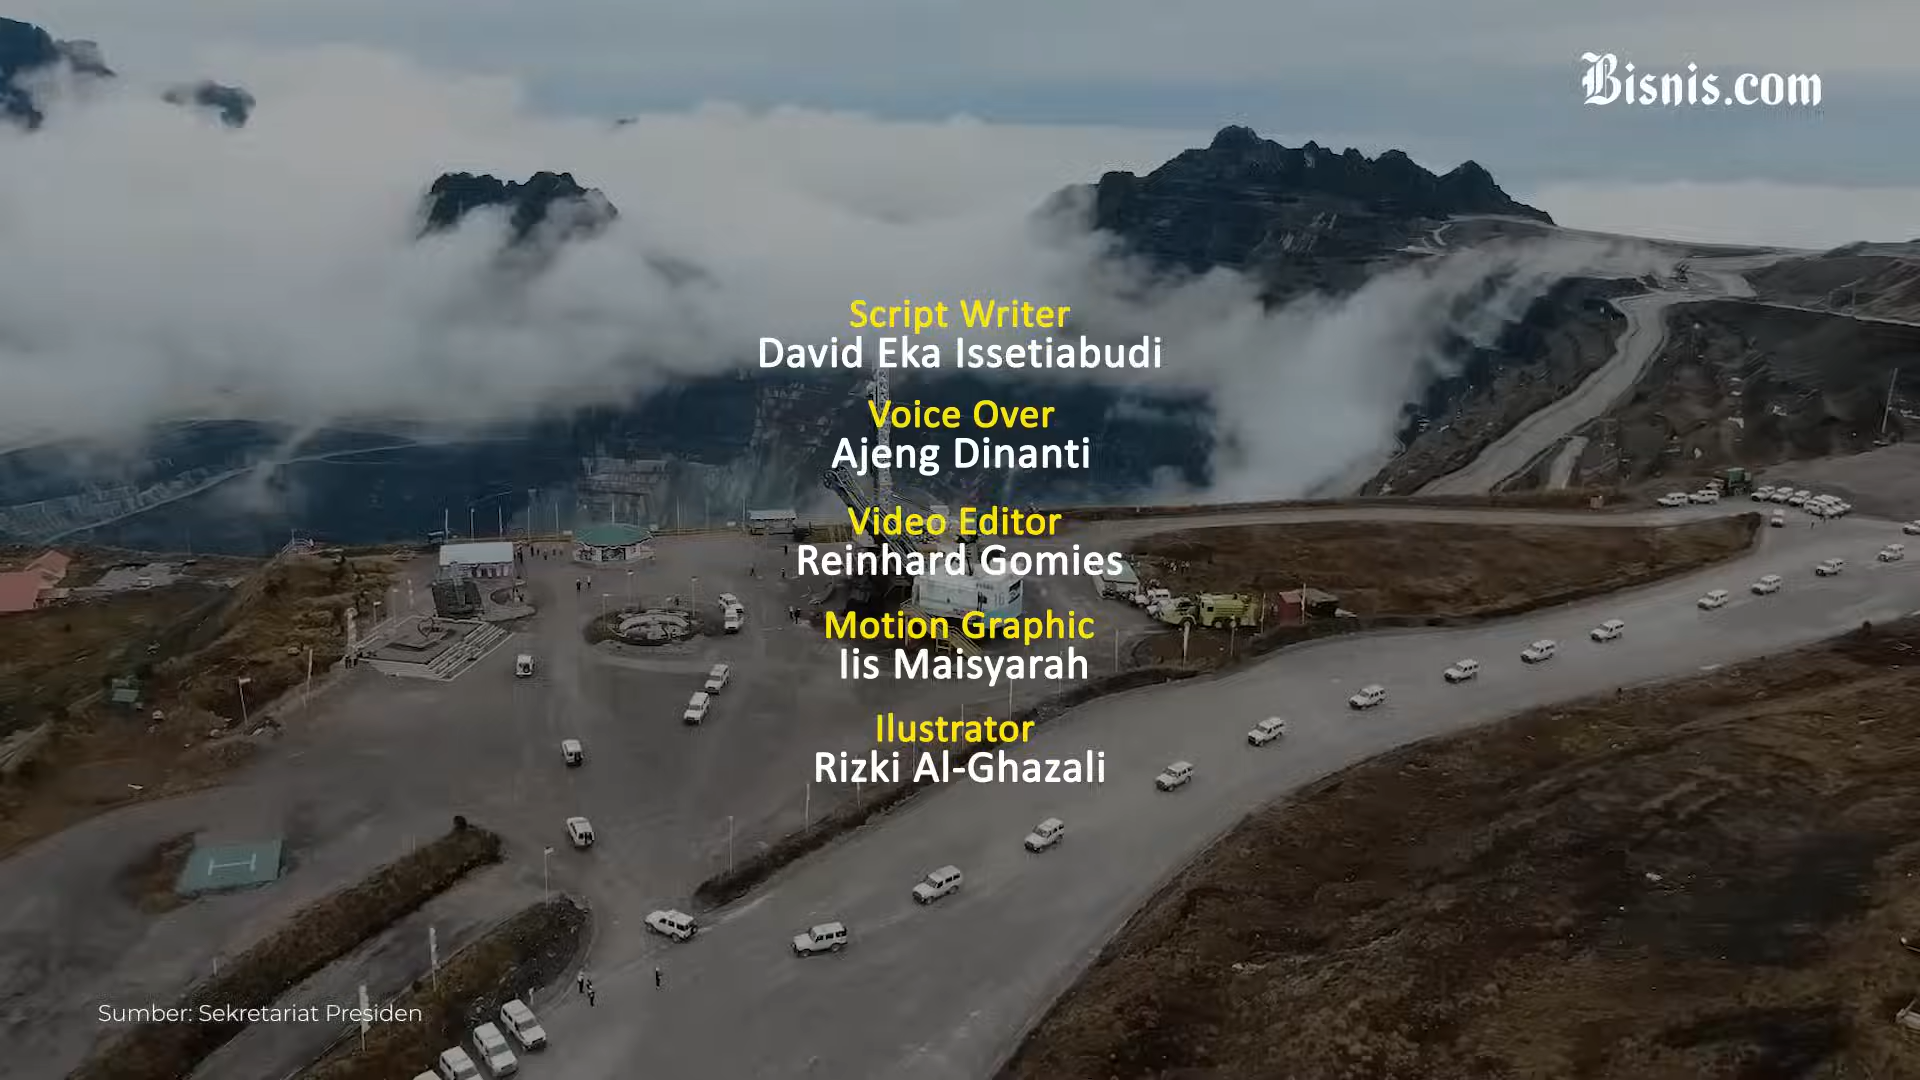 Bisnis.com
Script Writer
David Eka Issetiabudi
Voice Over
Ajeng Dinanti
Video Editor
Reinhard Gomies
Motion Graphic
Iis Maisyarah
Ilustrator
Rizki Al-Ghazali
Sumber: Sekretariat Presiden